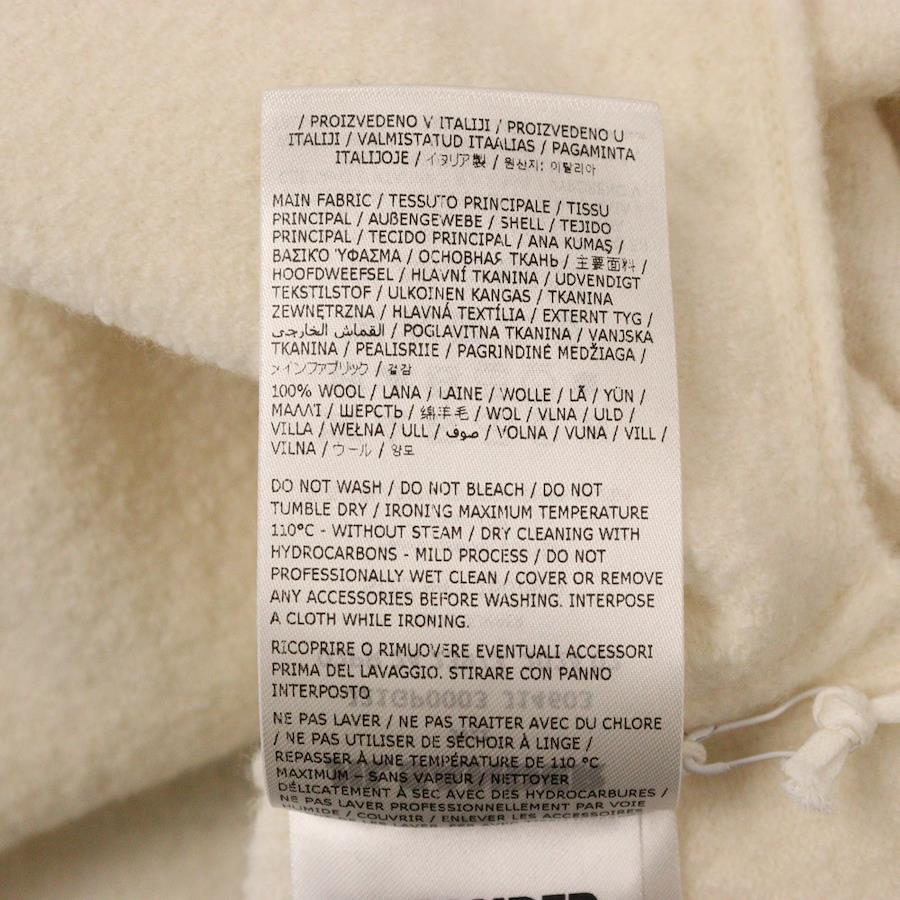 / PROIZVEDENO V ITALIJI / PROIZVEDENO U
ITALIJI / VALMISTATUD ITAALIAS / PAGAMINTA
ITALIJOJE / イタリア製 / 원산지: 이탈리아
MAIN FABRIC / TESSUTO PRINCIPALE / TISSU
PRINCIPAL / AUßENGEWEBE / SHELL / TEJIDO
PRINCIPAL / TECIDO PRINCIPAL / ANA KUMAŞ /
ΒΑΣΙΚΌ ΎΦΑΣΜΑ / ОСНОВНАЯ ТКАНЬ / 主要面料 /
HOOFDWEEFSEL / HLAVNÍ TKANINA / UDVENDIGT
TEKSTILSTOF / ULKOINEN KANGAS / TKANINA
ZEWNĘTRZNA / HLAVNÁ TEXTÍLIA / EXTERNT TYG /
القماش الخارجي / POGLAVITNA TKANINA / VANJSKA
TKANINA / PEALISRIIE / PAGRINDINĖ MEDŽIAGA /
メインファブリック / 겉감
100% WOOL / LANA / LAINE / WOLLE / LÃ / YÜN /
ΜΑΛΛΊ / ШЕРСТЬ / 绵羊毛 / WOL / VLNA / ULD /
VILLA / WEŁNA / ULL / صوف / VOLNA / VUNA / VILL /
VILNA / ウール / 양모
DO NOT WASH / DO NOT BLEACH / DO NOT
TUMBLE DRY / IRONING MAXIMUM TEMPERATURE
110°C - WITHOUT STEAM / DRY CLEANING WITH
HYDROCARBONS - MILD PROCESS / DO NOT
PROFESSIONALLY WET CLEAN / COVER OR REMOVE
ANY ACCESSORIES BEFORE WASHING. INTERPOSE
A CLOTH WHILE IRONING.
RICOPRIRE O RIMUOVERE EVENTUALI ACCESSORI
PRIMA DEL LAVAGGIO. STIRARE CON PANNO
INTERPOSTO
NE PAS LAVER / NE PAS TRAITER AVEC DU CHLORE
/ NE PAS UTILISER DE SÉCHOIR À LINGE /
REPASSER À UNE TEMPÉRATURE DE 110 °C
MAXIMUM – SANS VAPEUR / NETTOYER
DÉLICATEMENT À SEC AVEC DES HYDROCARBURES /
NE PAS LAVER PROFESSIONNELLEMENT PAR VOIE
HUMIDE / COUVRIR / ENLEVER LES ACCESSOIRES